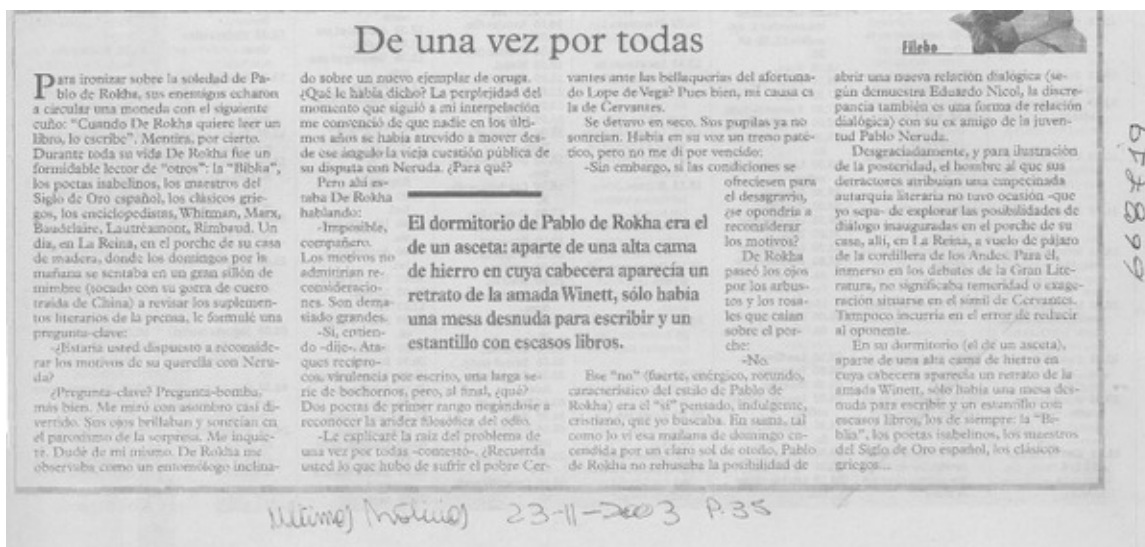 De una vez por todas
Filebo
Para ironizar sobre la soledad de Pa-
blo de Rokha, sus enemigos echaron
a circular una moneda con el siguiente
cuño: "Cuando De Rokha quiere leer un
libro, lo escribe". Mentira, por cierto.
Durante toda su vida De Rokha fue un
formidable lector de "otros": la "Biblia",
los poetas isabelinos, los maestros del
Siglo de Oro español, los clásicos grie-
gos, los enciclopedistas, Whitman, Marx,
Baudelaire, Lautréamont, Rimbaud. Un
día, en La Reina, en el porche de su casa
de madera, donde los domingos por la
mañana se sentaba en un gran sillón de
mimbre (tocado con su gorra de cuero
traída de China) a revisar los suplemen-
tos literarios de la prensa, le formulé una
pregunta-clave:
-¿Estaría usted dispuesto a reconside-
rar los motivos de su querella con Neru-
da?
¿Pregunta-clave? Pregunta-bomba,
más bien. Me miró con asombro casi di-
vertido. Sus ojos brillaban y sonreían en
el paroxismo de la sorpresa. Me inquie-
té. Dudé de mí mismo. De Rokha me
observaba como un entomólogo inclina-
do sobre un nuevo ejemplar de oruga.
¿Qué le había dicho? La perplejidad del
momento que siguió a mi interpelación
me convenció de que nadie en los últi-
mos años se había atrevido a mover des-
de ese ángulo la vieja cuestión pública de
su disputa con Neruda. ¿Para qué?
Pero ahí es-
taba De Rokha
hablando:
-Imposible,
compañero.
Los motivos no
admitirían re-
consideracio-
nes. Son dema-
siado grandes.
-Sí, entien-
do -dije-. Ata-
ques recípro-
cos, virulencia por escrito, una larga se-
rie de bochornos, pero, al final, ¿qué?
Dos poetas de primer rango negándose a
reconocer la aridez filosófica del odio.
-Le explicaré la raíz del problema de
una vez por todas -contestó-. ¿Recuerda
usted lo que hubo de sufrir el pobre Cer-
El dormitorio de Pablo de Rokha era el
de un asceta: aparte de una alta cama
de hierro en cuya cabecera aparecía un
retrato de la amada Winett, sólo había
una mesa desnuda para escribir y un
estantillo con escasos libros.
vantes ante las bellaquerías del afortuna-
do Lope de Vega? Pues bien, mi causa es
la de Cervantes.
Se detuvo en seco. Sus pupilas ya no
sonreían. Había en su voz un treno paté-
tico, pero no me di por vencido:
-Sin embargo, si las condiciones se
ofreciesen para
el desagravio,
¿se opondría a
reconsiderar
los motivos?
De Rokha
paseó los ojos
por los arbus-
tos y los rosa-
les que caían
sobre el por-
che:
-No.
Ese "no" (fuerte, enérgico, rotundo,
característico del estilo de Pablo de
Rokha) era el "sí" pensado, indulgente,
cristiano, que yo buscaba. En suma, tal
como lo vi esa mañana de domingo en-
cendida por un claro sol de otoño, Pablo
de Rokha no rehusaba la posibilidad de
abrir una nueva relación dialógica (se-
gún demuestra Eduardo Nicol, la discre-
pancia también es una forma de relación
dialógica) con su ex amigo de la juven-
tud Pablo Neruda.
Desgraciadamente, y para ilustración
de la posteridad, el hombre al que sus
detractores atribuían una empecinada
autarquía literaria no tuvo ocasión -que
yo sepa- de explorar las posibilidades de
diálogo inauguradas en el porche de su
casa, allí, en La Reina, a vuelo de pájaro
de la cordillera de los Andes. Para él,
inmerso en los debates de la Gran Lite-
ratura, no significaba temeridad o exage-
ración situarse en el símil de Cervantes.
Tampoco incurría en el error de reducir
al oponente.
En su dormitorio (el de un asceta),
aparte de una alta cama de hierro en
cuya cabecera aparecía un retrato de la
amada Winett, sólo había una mesa des-
nuda para escribir y un estantillo con
escasos libros, los de siempre: la "Bi-
blia", los poetas isabelinos, los maestros
del Siglo de Oro español, los clásicos
griegos...
Últimas Noticias 23-11-2003 P.35